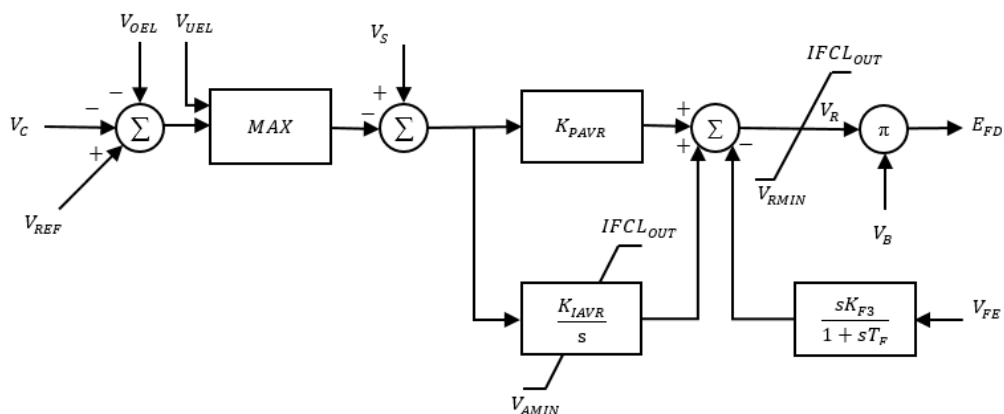 V_OEL
V_UEL
V_S
IFCL_OUT
− − +
V_C
Σ
MAX
+ −
Σ
K_PAVR
+ + −
Σ
V_R
π
E_FD
V_REF
V_RMIN
V_B
IFCL_OUT
K_IAVR
s
sK_F3
1 + sT_F
V_FE
V_AMIN